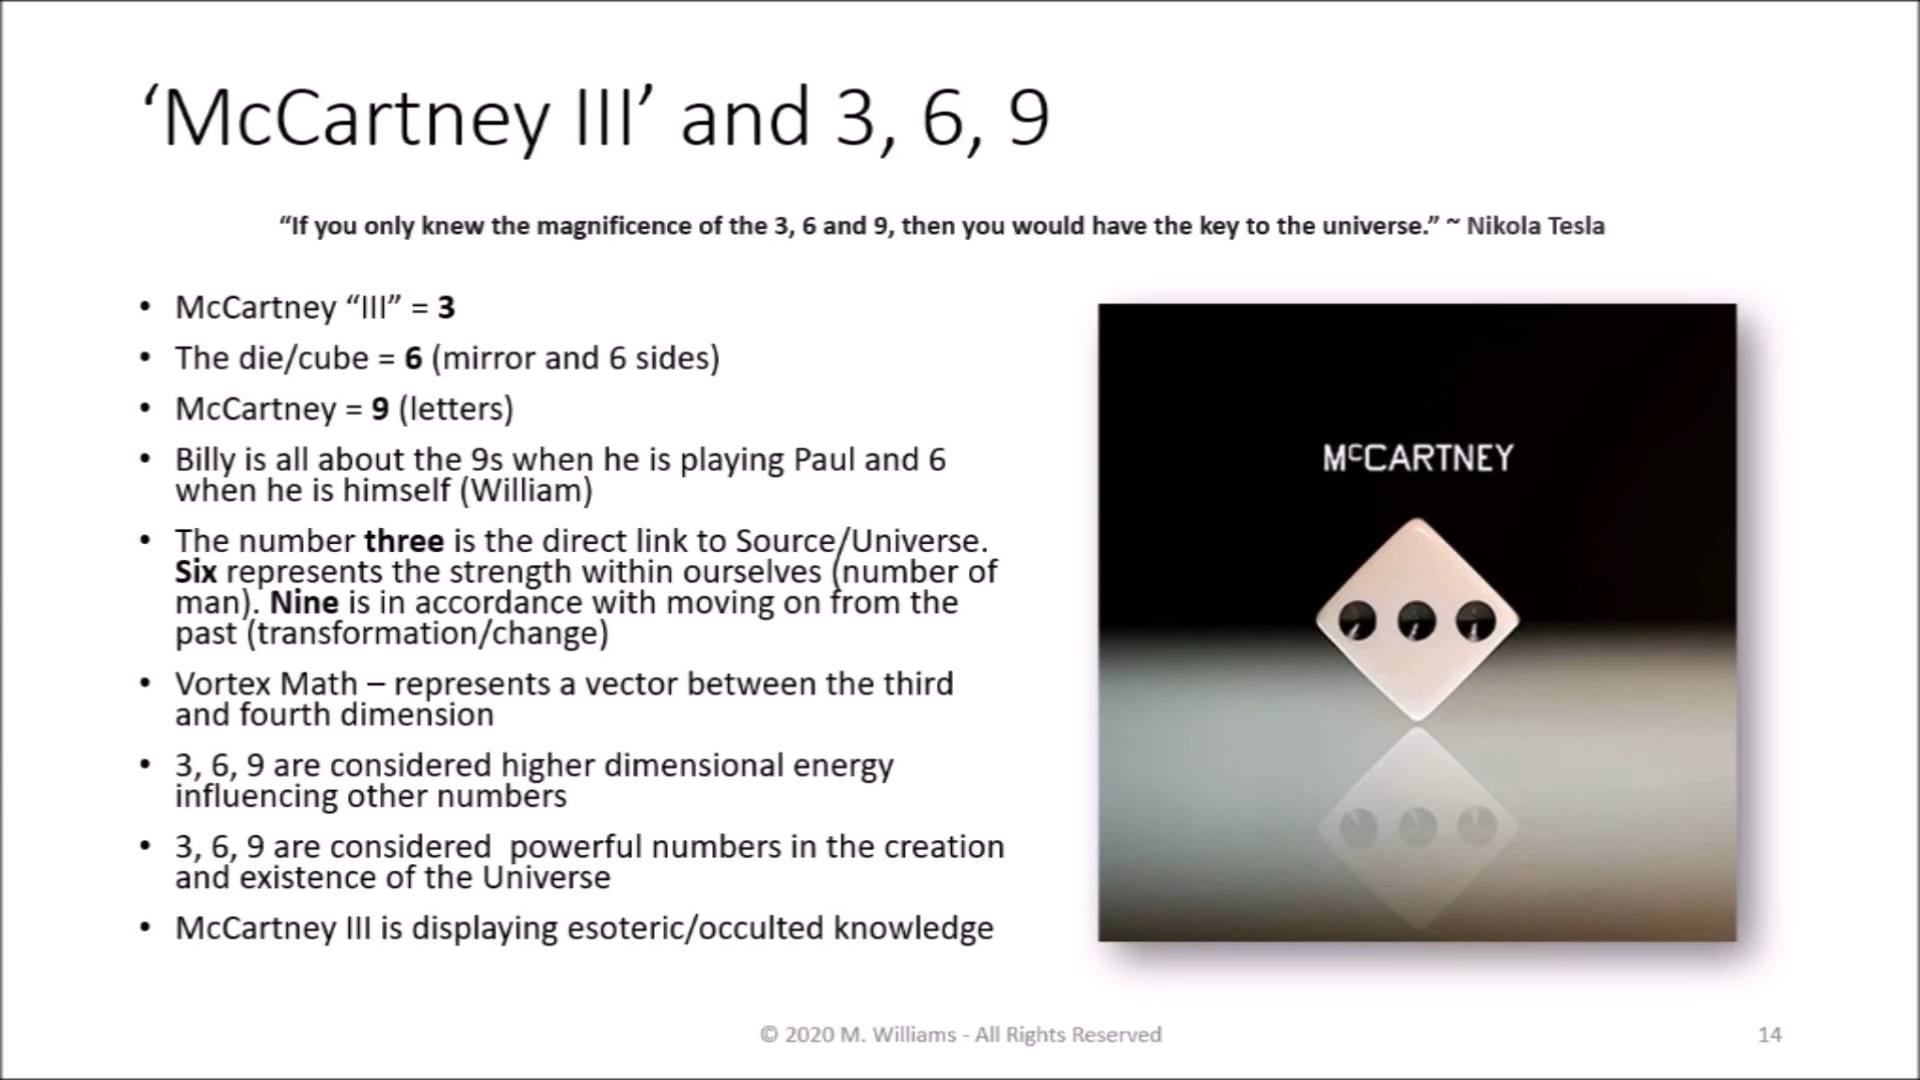 ‘McCartney III’ and 3, 6, 9
“If you only knew the magnificence of the 3, 6 and 9, then you would have the key to the universe.” ~ Nikola Tesla
• McCartney “III” = 3
• The die/cube = 6 (mirror and 6 sides)
• McCartney = 9 (letters)
• Billy is all about the 9s when he is playing Paul and 6
when he is himself (William)
• The number three is the direct link to Source/Universe.
Six represents the strength within ourselves (number of
man). Nine is in accordance with moving on from the
past (transformation/change)
• Vortex Math – represents a vector between the third
and fourth dimension
• 3, 6, 9 are considered higher dimensional energy
influencing other numbers
• 3, 6, 9 are considered  powerful numbers in the creation
and existence of the Universe
• McCartney III is displaying esoteric/occulted knowledge
McCARTNEY
© 2020 M. Williams - All Rights Reserved
14